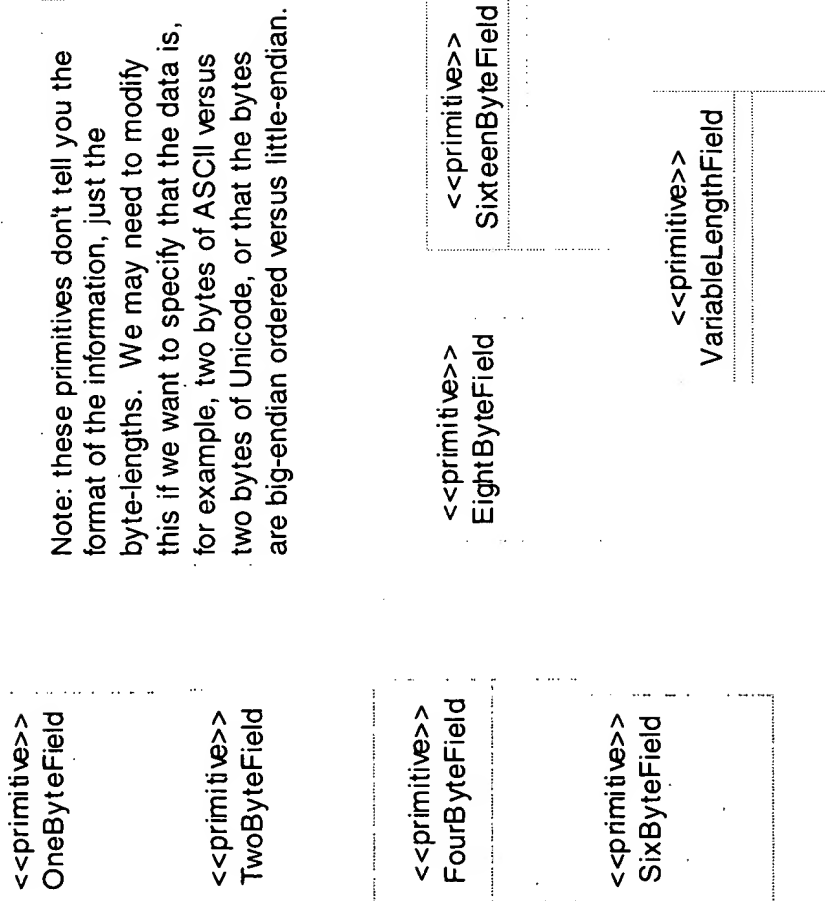 Note: these primitives don't tell you the
format of the information, just the
byte-lengths. We may need to modify
this if we want to specify that the data is,
for example, two bytes of ASCII versus
two bytes of Unicode, or that the bytes
are big-endian ordered versus little-endian.
<<primitive>>
OneByteField
<<primitive>>
TwoByteField
<<primitive>>
FourByteField
<<primitive>>
SixByteField
<<primitive>>
EightByteField
<<primitive>>
SixteenByteField
<<primitive>>
VariableLengthField